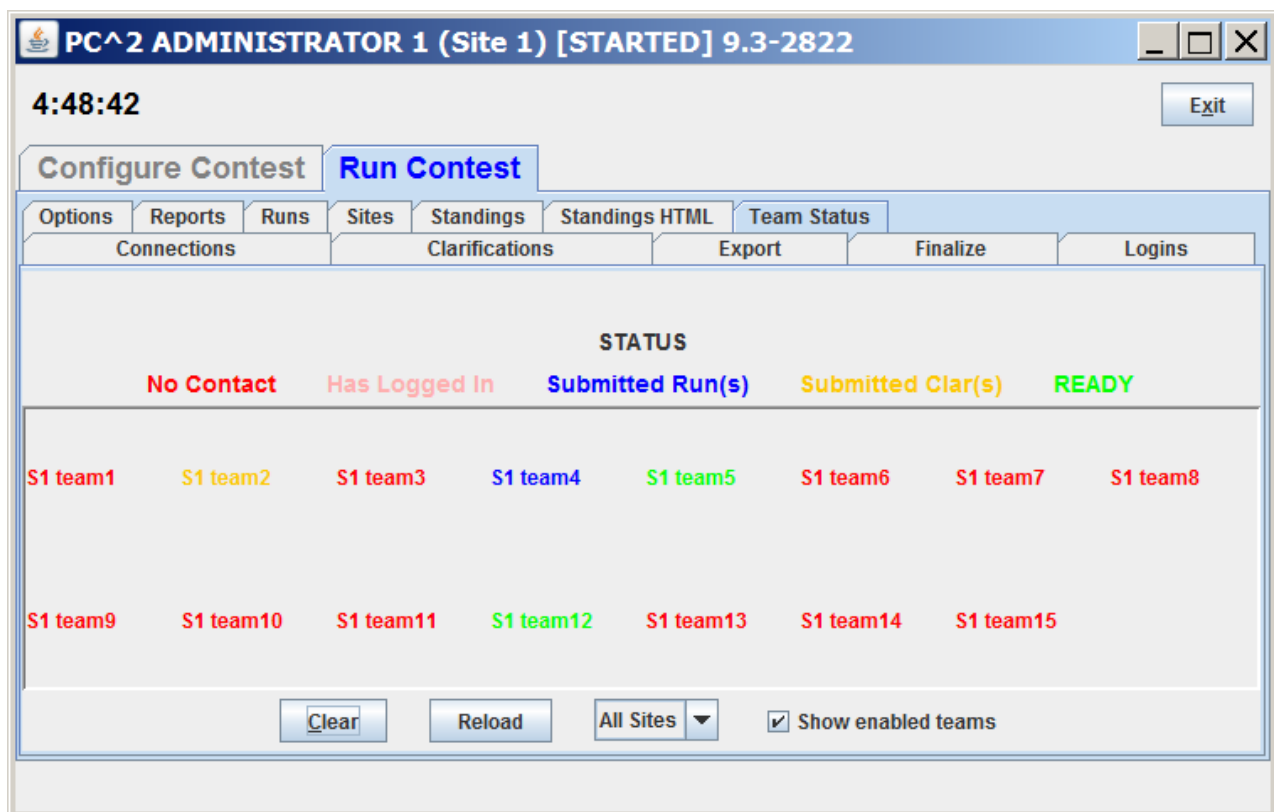 PC^2 ADMINISTRATOR 1 (Site 1) [STARTED] 9.3-2822
4:48:42 Exit
Configure Contest Run Contest
Options Reports Runs Sites Standings Standings HTML Team Status
Connections Clarifications Export Finalize Logins
STATUS
No Contact Has Logged In Submitted Run(s) Submitted Clar(s) READY
S1 team1 S1 team2 S1 team3 S1 team4 S1 team5 S1 team6 S1 team7 S1 team8
S1 team9 S1 team10 S1 team11 S1 team12 S1 team13 S1 team14 S1 team15
Clear Reload All Sites Show enabled teams